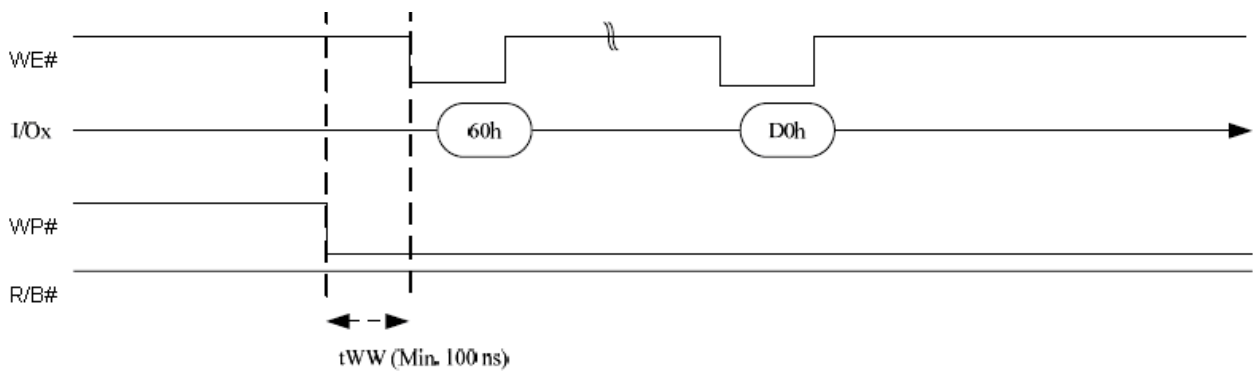 WE#
I/Ox
60h
D0h
WP#
R/B#
tWW (Min. 100 ns)